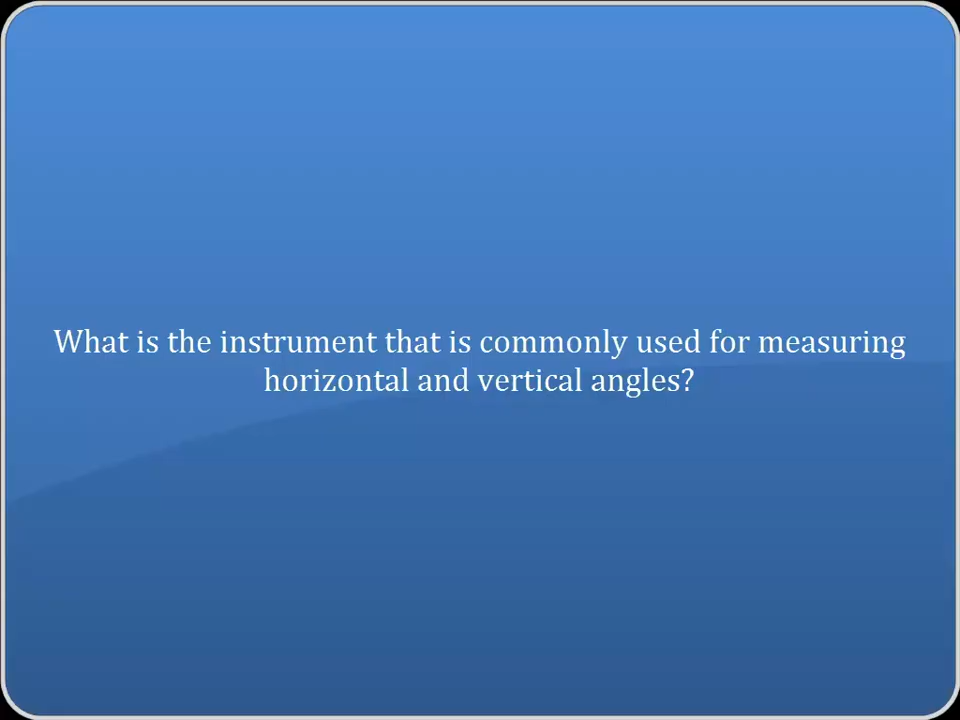 What is the instrument that is commonly used for measuring
horizontal and vertical angles?